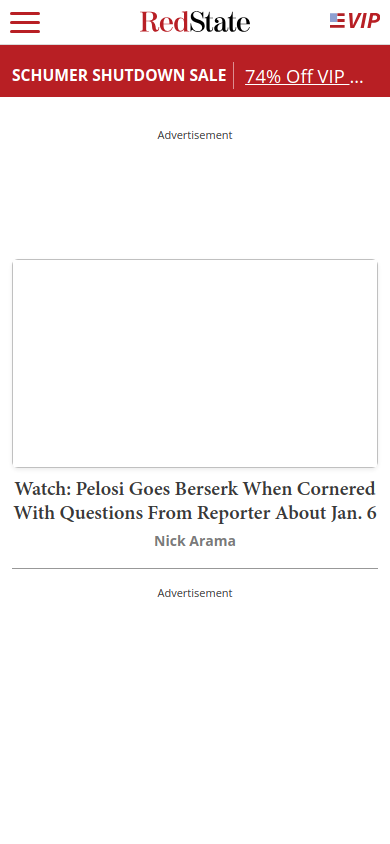 RedState
VIP
SCHUMER SHUTDOWN SALE
74% Off VIP ...
Advertisement
Watch: Pelosi Goes Berserk When Cornered
With Questions From Reporter About Jan. 6
Nick Arama
Advertisement